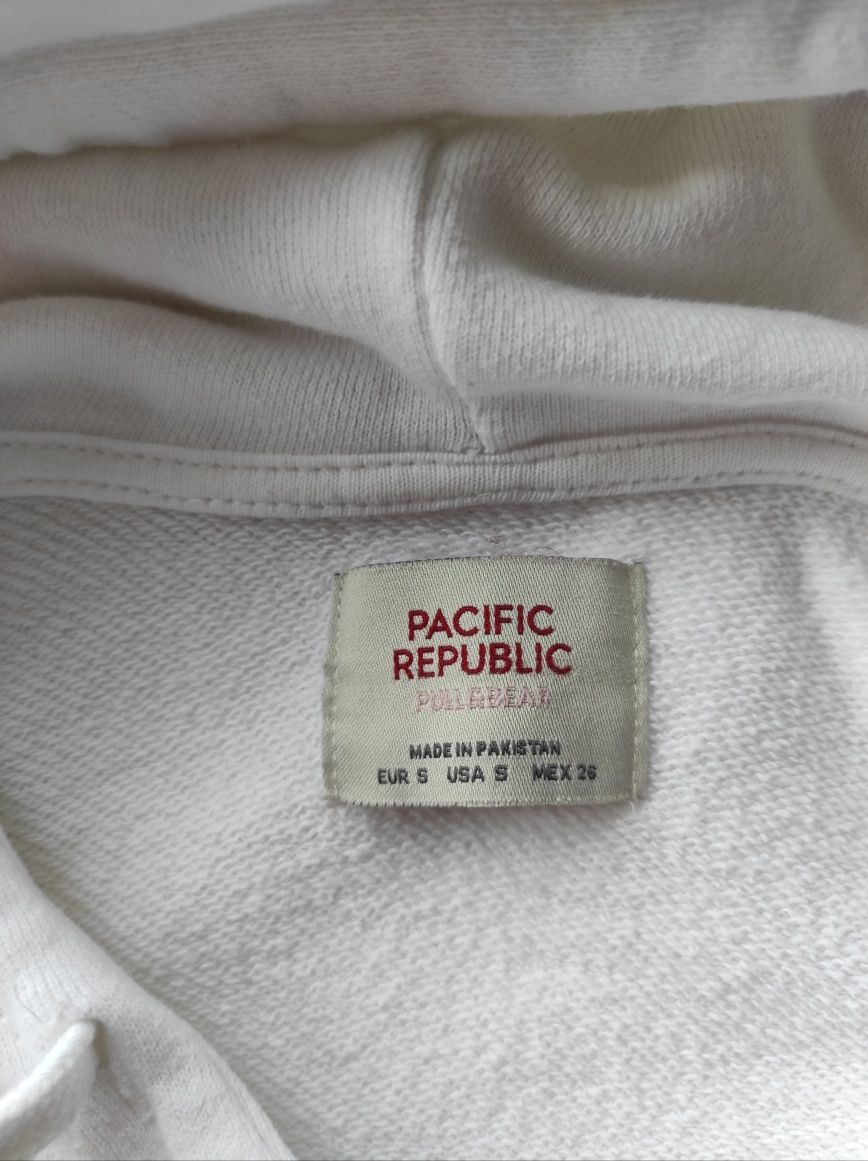 PACIFIC
REPUBLIC
PULL&BEAR
MADE IN PAKISTAN
EUR S USA S MEX 26